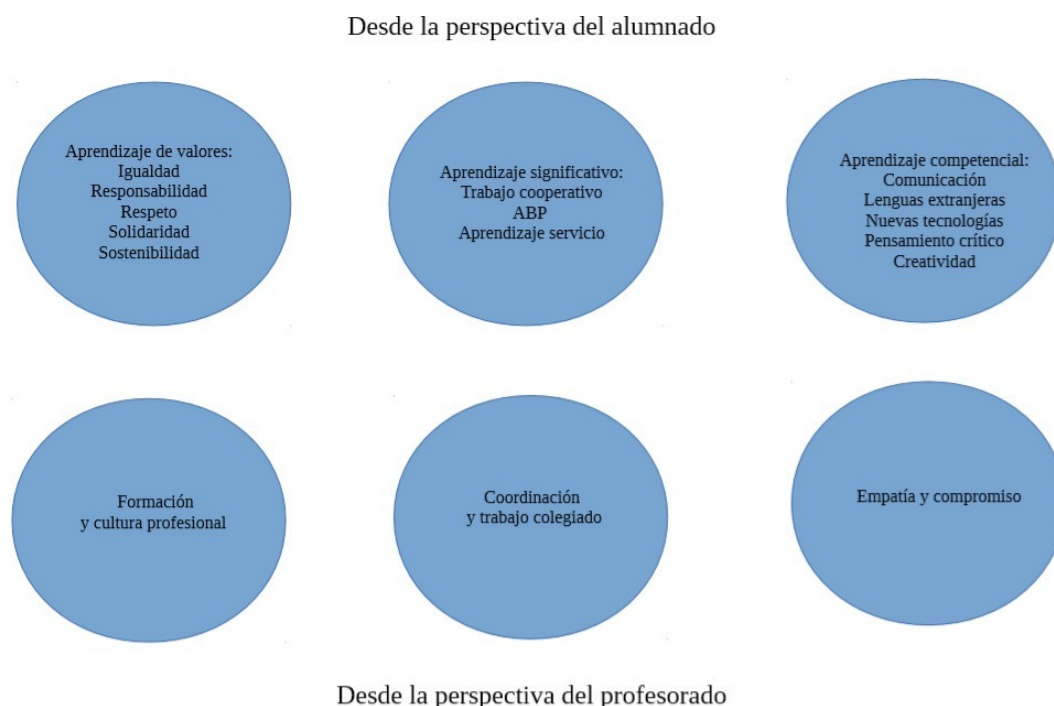 Desde la perspectiva del alumnado
Aprendizaje de valores:
Igualdad
Responsabilidad
Respeto
Solidaridad
Sostenibilidad
Aprendizaje significativo:
Trabajo cooperativo
ABP
Aprendizaje servicio
Aprendizaje competencial:
Comunicación
Lenguas extranjeras
Nuevas tecnologías
Pensamiento crítico
Creatividad
Formación
y cultura profesional
Coordinación
y trabajo colegiado
Empatía y compromiso
Desde la perspectiva del profesorado